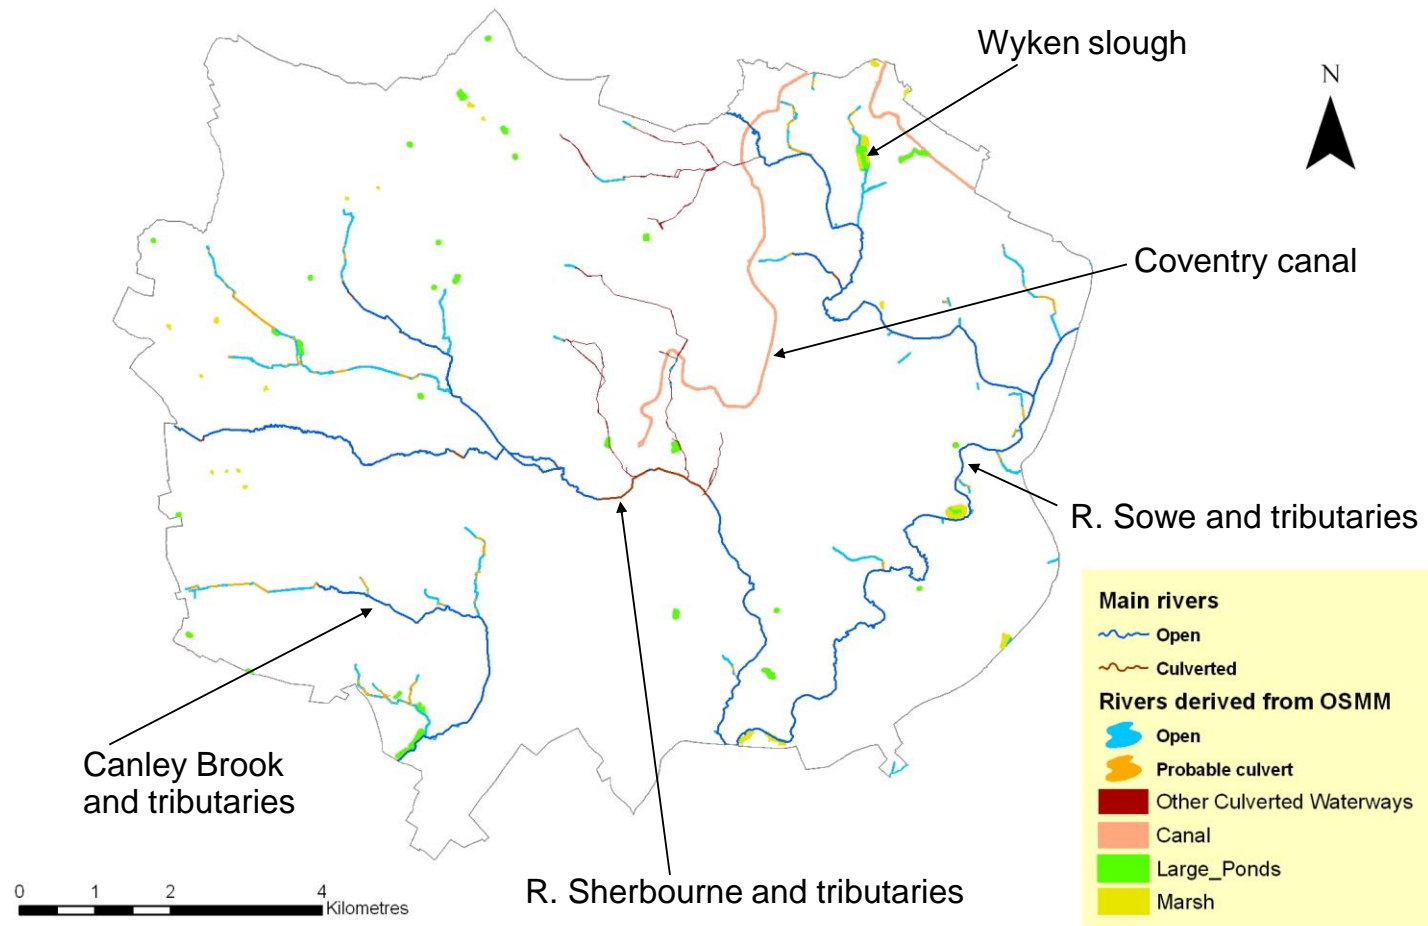 Wyken slough
N
Coventry canal
R. Sowe and tributaries
Canley Brook
and tributaries
R. Sherbourne and tributaries
0 1 2 4
Kilometres
Main rivers
Open
Culverted
Rivers derived from OSMM
Open
Probable culvert
Other Culverted Waterways
Canal
Large_Ponds
Marsh